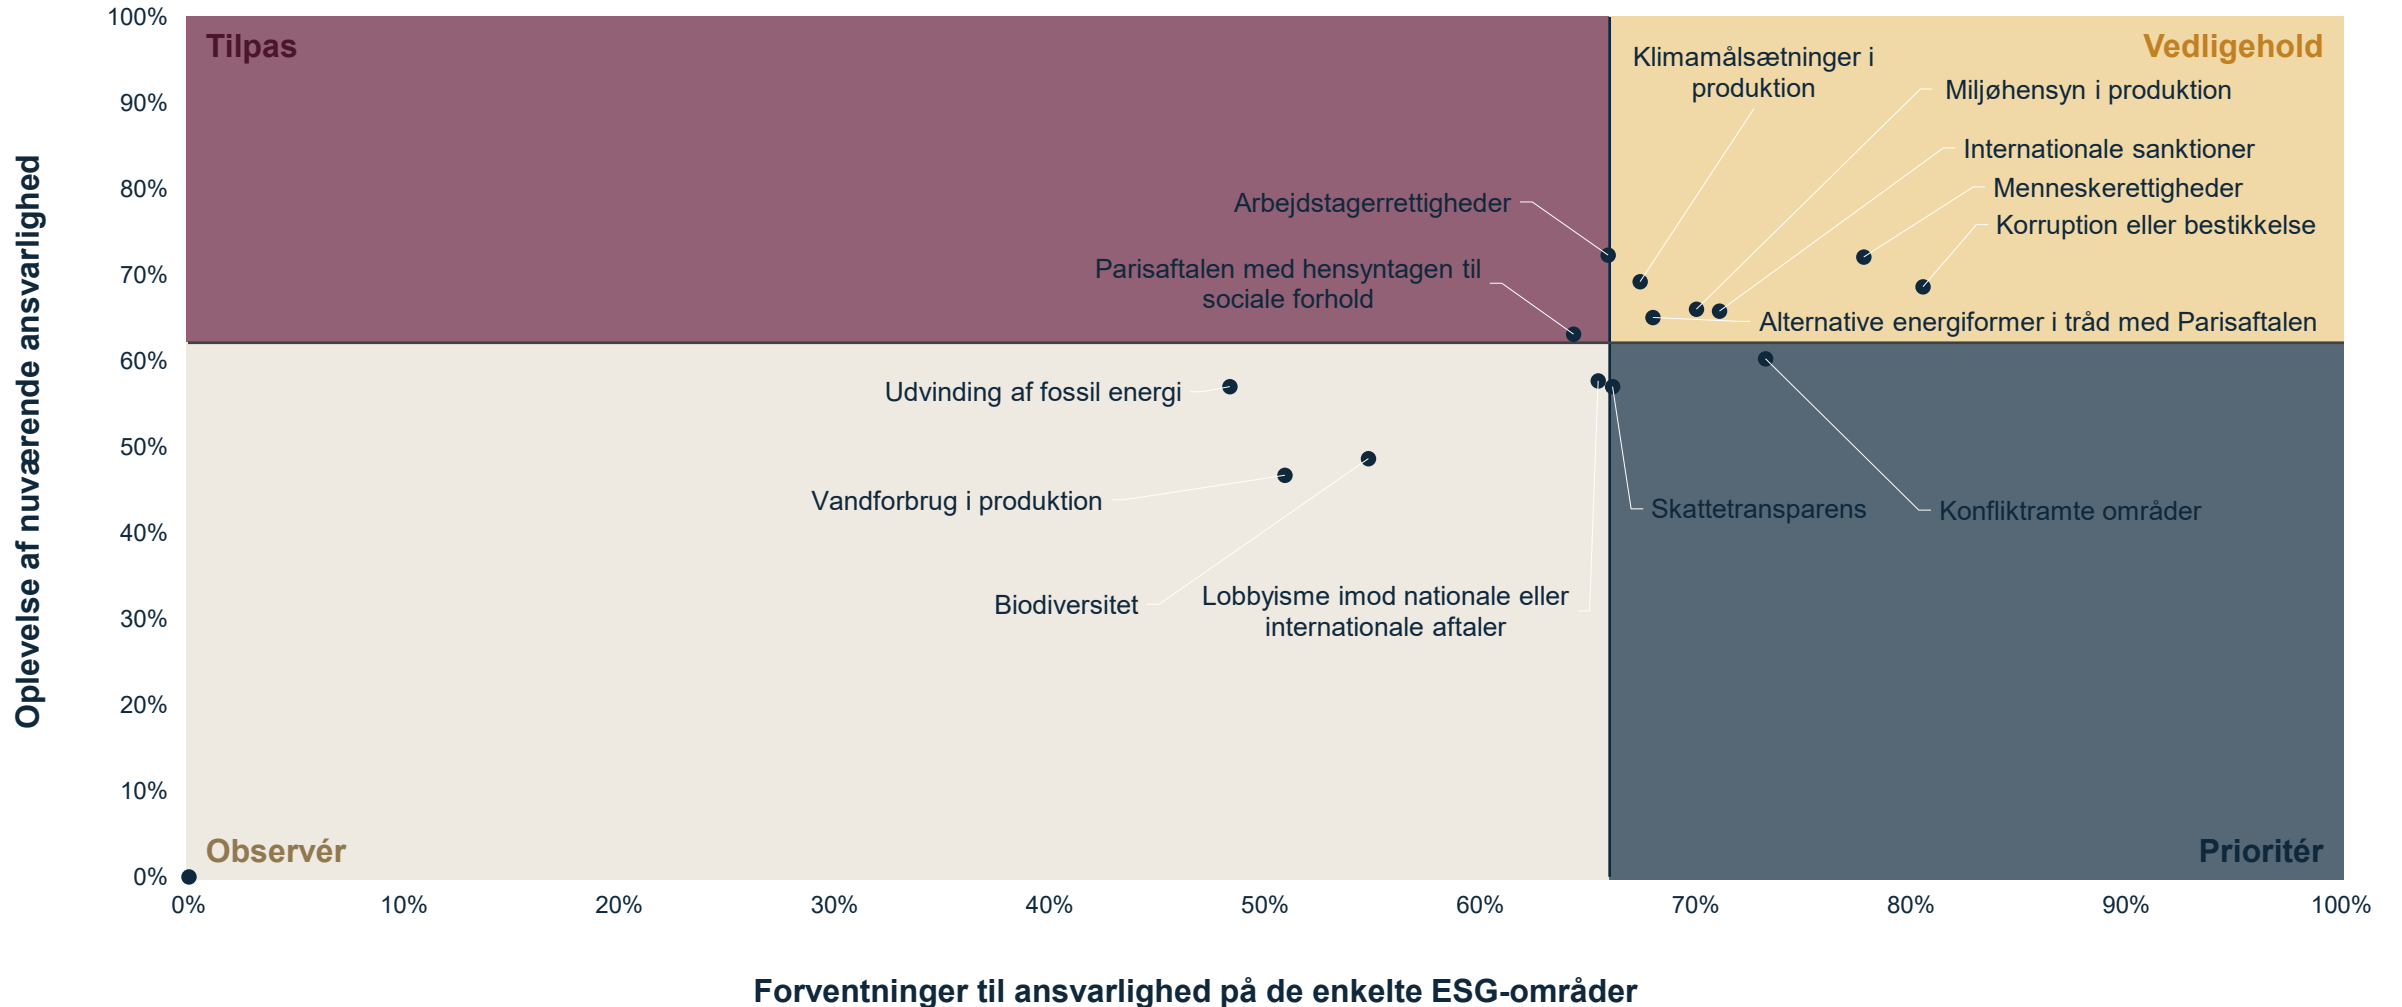 100%
Tilpas
Vedligehold
Klimamålsætninger i
produktion
90%
Miljøhensyn i produktion
Internationale sanktioner
80%
Menneskerettigheder
Arbejdstagerrettigheder
Korruption eller bestikkelse
70%
Parisaftalen med hensyntagen til
sociale forhold
Alternative energiformer i tråd med Parisaftalen
60%
Udvinding af fossil energi
50%
Vandforbrug i produktion
Skattetransparens
Konfliktramte områder
40%
Biodiversitet
Lobbyisme imod nationale eller
internationale aftaler
30%
20%
10%
Observér
Prioritér
0%
0% 10% 20% 30% 40% 50% 60% 70% 80% 90% 100%
Oplevelse af nuværende ansvarlighed
Forventninger til ansvarlighed på de enkelte ESG-områder